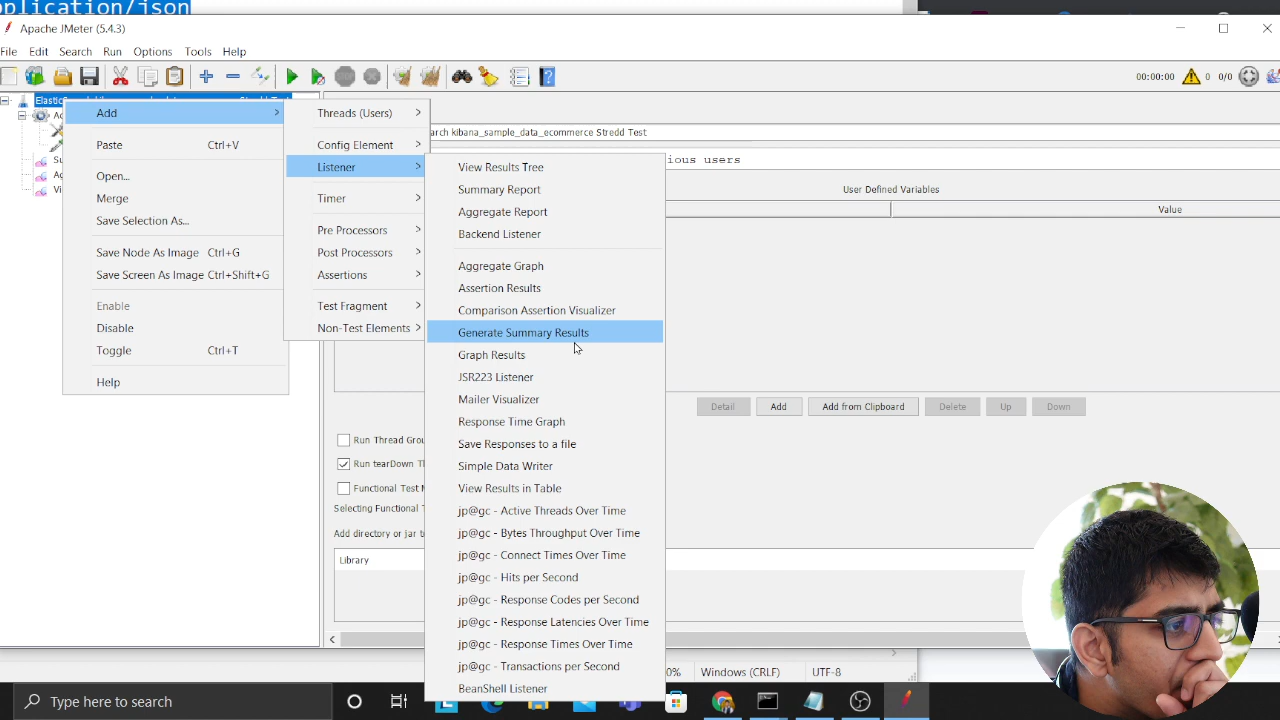 pplication/json
Apache JMeter (5.4.3)
File Edit Search Run Options Tools Help
00:00:00 0 0/0
Add
Paste Ctrl+V
Open...
Merge
Save Selection As...
Save Node As Image Ctrl+G
Save Screen As Image Ctrl+Shift+G
Enable
Disable
Toggle Ctrl+T
Help
Threads (Users)
Config Element
Listener
Timer
Pre Processors
Post Processors
Assertions
Test Fragment
Non-Test Elements
View Results Tree
Summary Report
Aggregate Report
Backend Listener
Aggregate Graph
Assertion Results
Comparison Assertion Visualizer
Generate Summary Results
Graph Results
JSR223 Listener
Mailer Visualizer
Response Time Graph
Save Responses to a file
Simple Data Writer
View Results in Table
jp@gc - Active Threads Over Time
jp@gc - Bytes Throughput Over Time
jp@gc - Connect Times Over Time
jp@gc - Hits per Second
jp@gc - Response Codes per Second
jp@gc - Response Latencies Over Time
jp@gc - Response Times Over Time
jp@gc - Transactions per Second
BeanShell Listener
arch kibana_sample_data_ecommerce Stredd Test
ious users
User Defined Variables
Value
Detail Add Add from Clipboard Delete Up Down
Run Thread Grou
Run tearDown Th
Functional Test M
Selecting Functional T
Add directory or jar t
Library
0% Windows (CRLF) UTF-8
Type here to search